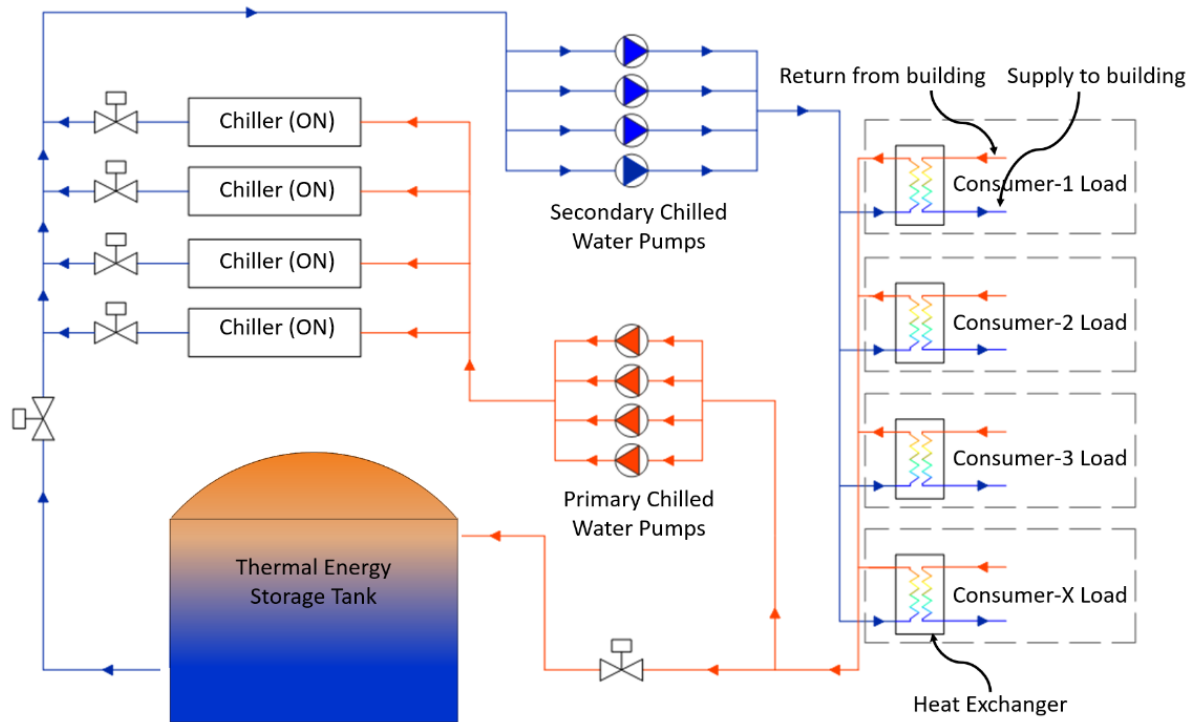 Return from building
Supply to building
Chiller (ON)
Chiller (ON)
Chiller (ON)
Chiller (ON)
Secondary Chilled
Water Pumps
Consumer-1 Load
Consumer-2 Load
Consumer-3 Load
Consumer-X Load
Primary Chilled
Water Pumps
Thermal Energy
Storage Tank
Heat Exchanger